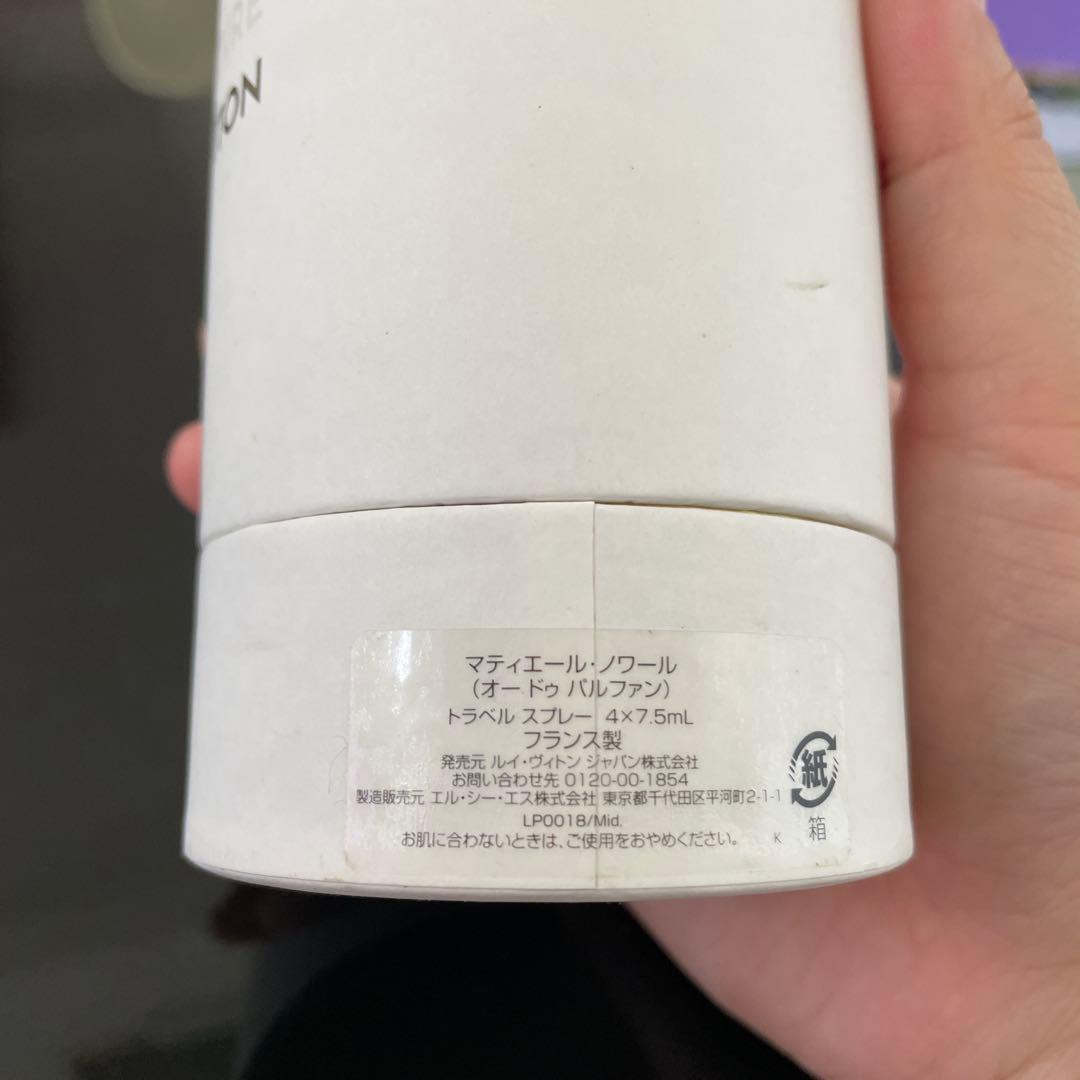 マティエール・ノワール
(オー ドゥ パルファン)
トラベル スプレー 4×7.5mL
フランス製
発売元 ルイ・ヴィトン ジャパン株式会社
お問い合わせ先 0120-00-1854
製造販売元 エル・シー・エス株式会社 東京都千代田区平河町2-1-1
LP0018/Mid.
お肌に合わないときは、ご使用をおやめください。 K
紙
箱